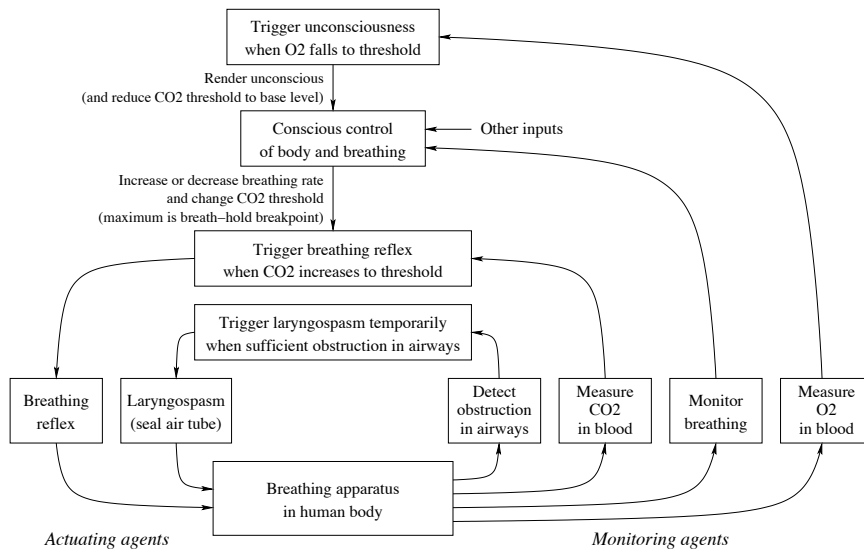 Trigger unconsciousness
when O2 falls to threshold
Render unconscious
(and reduce CO2 threshold to base level)
Conscious control
of body and breathing
Other inputs
Increase or decrease breathing rate
and change CO2 threshold
(maximum is breath−hold breakpoint)
Trigger breathing reflex
when CO2 increases to threshold
Trigger laryngospasm temporarily
when sufficient obstruction in airways
Breathing
reflex
Laryngospasm
(seal air tube)
Detect
obstruction
in airways
Measure
CO2
in blood
Monitor
breathing
Measure
O2
in blood
Breathing apparatus
in human body
Actuating agents
Monitoring agents